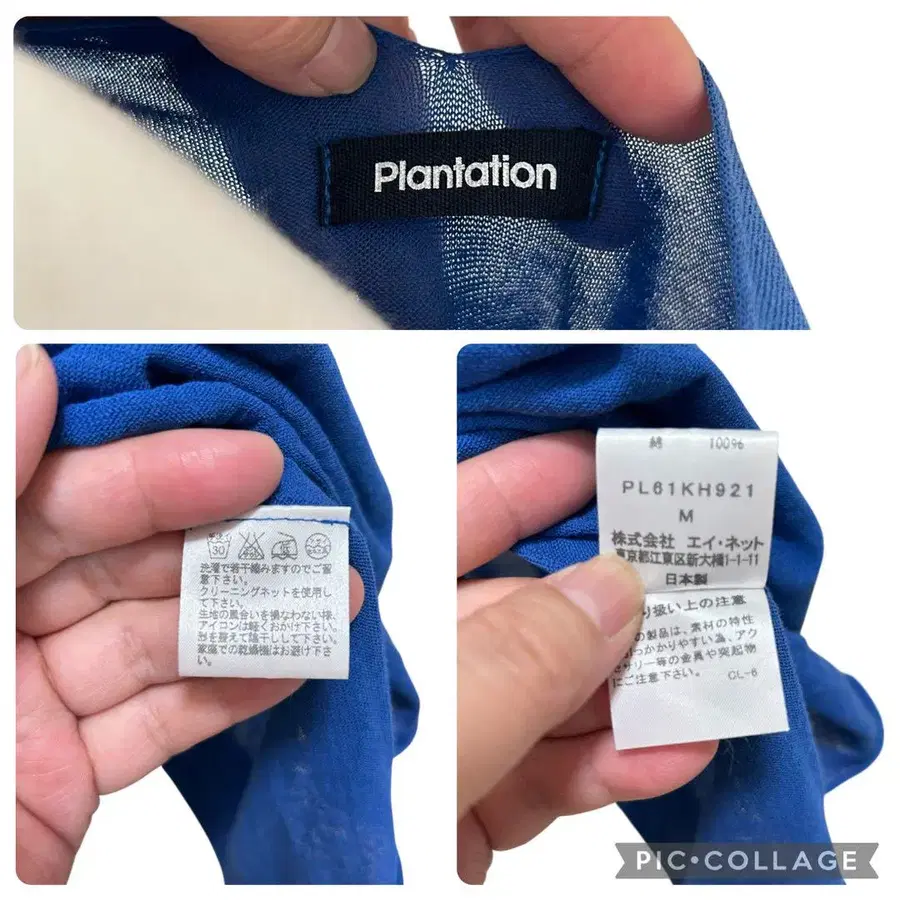 Plantation
30
洗濯で若干縮みますのでご留
意下さい。
クリーニングネットを使用し
て下さい。
生地の風合いを損なわない様、
アイロンは軽くおかけ下さい。
形を整えて陰干しして下さい。
家庭での乾燥機はお避け下
さい。
綿 100%
PL61KH921
M
株式会社 エイ・ネット
東京都江東区新大橋1-1-11
日本製
り扱い上の注意
の製品は、素材の特性
引っかかりやすい為、アク
セサリー等の金具や突起物
にご注意下さい。
CL-6
PIC•COLLAGE